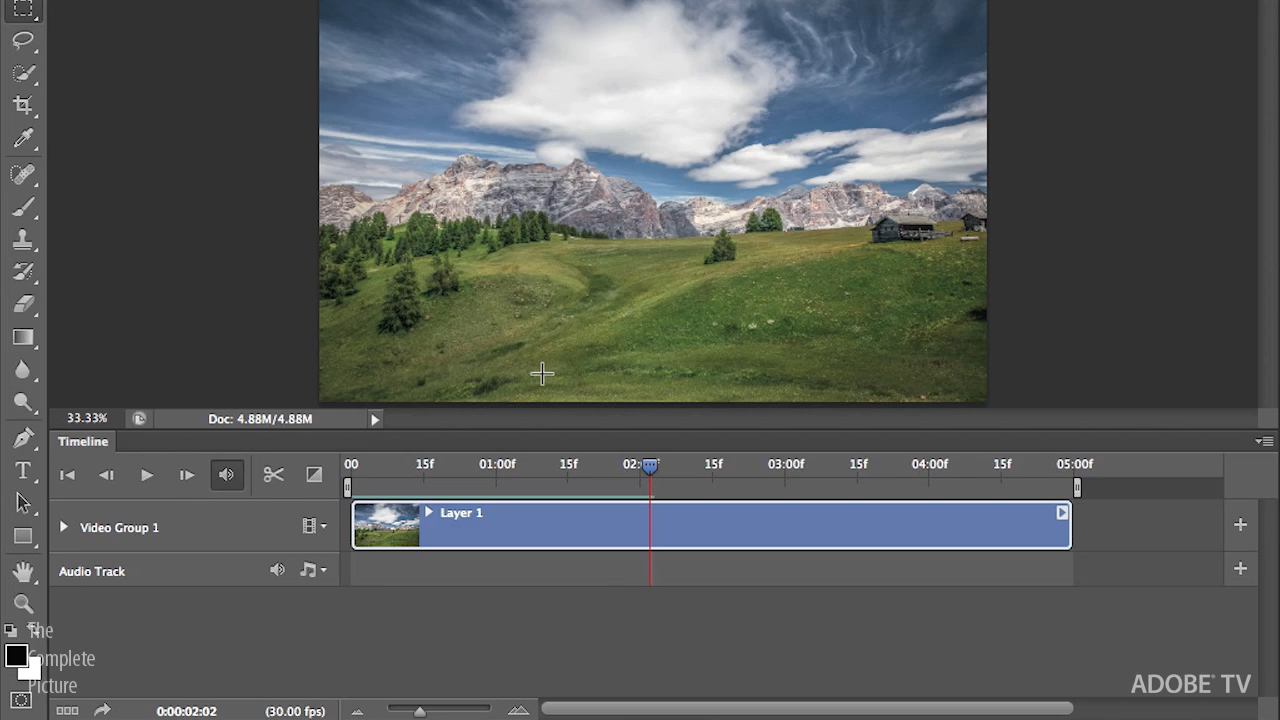 33.33%
Doc: 4.88M/4.88M
Timeline
00 15f 01:00f 15f 02: 15f 03:00f 15f 04:00f 15f 05:00f
Video Group 1
Layer 1
Audio Track
The
Complete
Picture
ADOBE® TV
0:00:02:02
(30.00 fps)